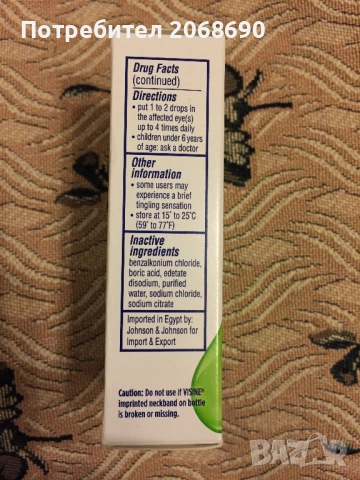 Потребител 2068690
Drug Facts
(continued)
Directions
• put 1 to 2 drops in
the affected eye(s)
up to 4 times daily
• children under 6 years
of age: ask a doctor
Other
information
• some users may
experience a brief
tingling sensation
• store at 15˚ to 25˚C
(59˚ to 77˚F)
Inactive
ingredients
benzalkonium chloride,
boric acid, edetate
disodium, purified
water, sodium chloride,
sodium citrate
Imported in Egypt by:
Johnson & Johnson for
Import & Export
Caution: Do not use if VISINE®
imprinted neckband on bottle
is broken or missing.
BAZAR